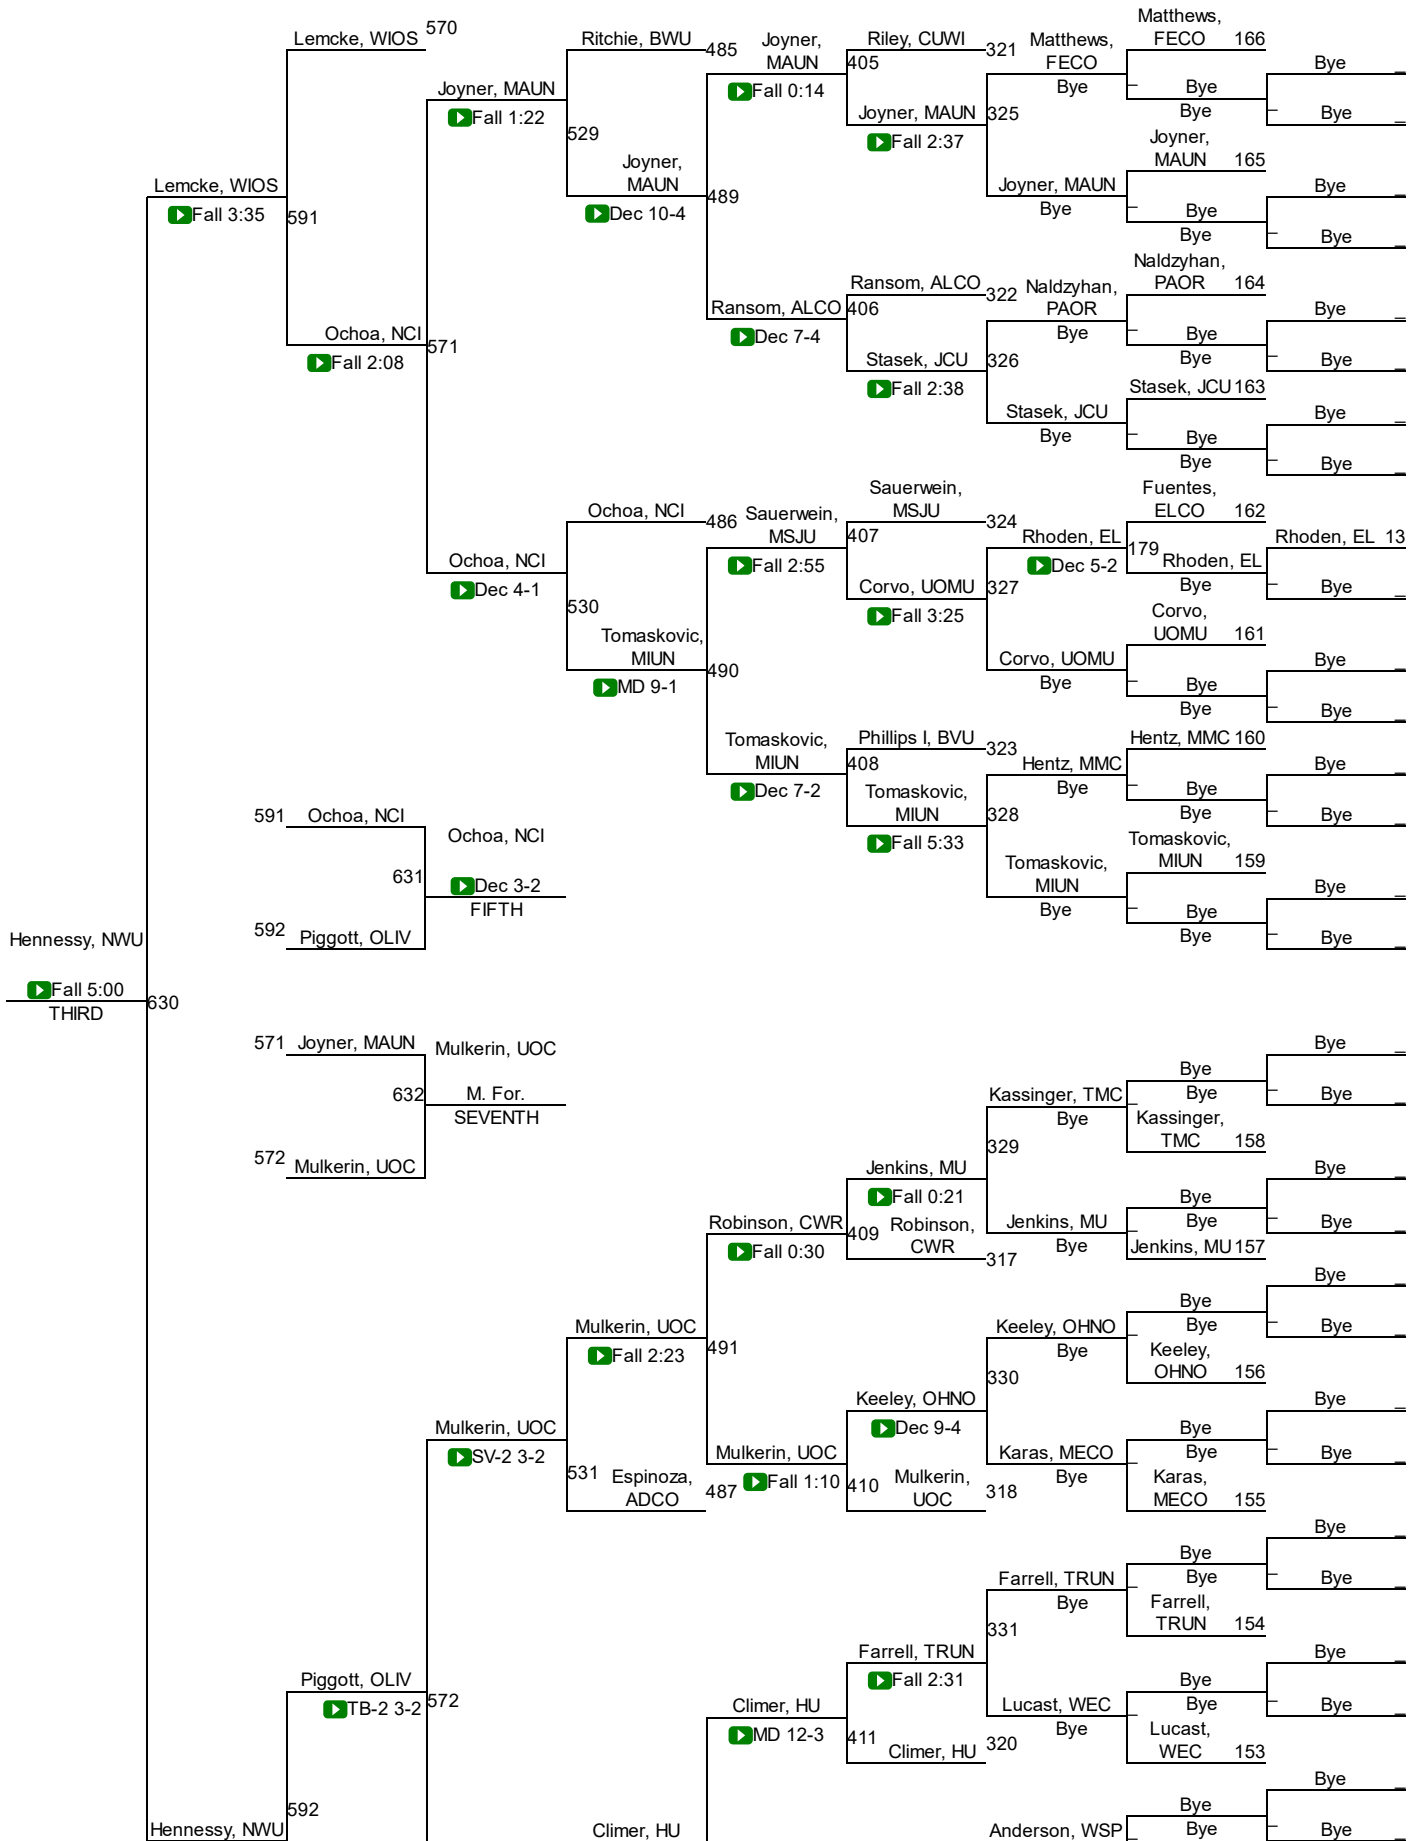 Matthews,
Lemcke, WIOS 570
Ritchie, BWU 485
Joyner,
MAUN
Riley, CUWI 321
Matthews,
FECO
FECO 166
Bye _
405
Joyner, MAUN
Fall 0:14
Bye
Bye
Bye
Bye _
Fall 1:22
529
Joyner, MAUN 325
Fall 2:37
Joyner,
MAUN 165
Joyner,
MAUN
Lemcke, WIOS
Fall 3:35
591
Dec 10-4
489
Joyner, MAUN
Bye
Bye
Bye
Bye _
Bye _
Naldzyhan,
PAOR 164
Ransom, ALCO 322
Naldzyhan,
PAOR
Ransom, ALCO 406
Bye
Bye _
Ochoa, NCI
571
Dec 7-4
Bye
Bye
Bye _
Fall 2:08
Stasek, JCU 326
Fall 2:38
Stasek, JCU 163
Stasek, JCU
Bye
Bye
Bye
Bye _
Bye _
Sauerwein,
MSJU
Fuentes,
ELCO 162
Ochoa, NCI 486
Sauerwein,
MSJU
324
407
Rhoden, EL
179
Rhoden, EL 13
Ochoa, NCI
Fall 2:55
Dec 5-2
Rhoden, EL
Bye
Bye _
Dec 4-1
530
Corvo, UOMU 327
Fall 3:25
Corvo,
UOMU 161
Tomaskovic,
MIUN
490
Corvo, UOMU
Bye
Bye _
MD 9-1
Bye
Bye
Bye _
Tomaskovic,
MIUN
Phillips I, BVU 323
Hentz, MMC 160
408
Hentz, MMC
Bye _
Dec 7-2
Tomaskovic,
MIUN
328
Bye
Bye
Bye
Bye _
591 Ochoa, NCI
Ochoa, NCI
Fall 5:33
Tomaskovic,
MIUN 159
631
Dec 3-2
FIFTH
Tomaskovic,
MIUN
Bye
Bye
Bye
Bye _
Bye _
592 Piggott, OLIV
Hennessy, NWU
Fall 5:00
THIRD
630
571 Joyner, MAUN
Mulkerin, UOC
Bye _
632
M. For.
SEVENTH
Kassinger, TMC
Bye
Bye
Bye
Bye _
Kassinger,
TMC 158
329
572 Mulkerin, UOC
Jenkins, MU
Fall 0:21
Bye _
Robinson, CWR
409
Robinson,
CWR
317
Jenkins, MU
Bye
Bye
Bye
Bye _
Fall 0:30
Jenkins, MU 157
Bye _
Mulkerin, UOC
491
Keeley, OHNO
Bye
Bye
Bye
Bye _
Fall 2:23
Keeley,
OHNO 156
330
Keeley, OHNO
Dec 9-4
Bye _
Mulkerin, UOC
SV-2 3-2
Mulkerin, UOC
Fall 1:10
Karas, MECO
Bye
Bye
Bye
Bye _
531
Espinoza,
ADCO
487
410
Mulkerin,
UOC
318
Karas,
MECO 155
Bye _
Farrell, TRUN
Bye
Bye
Bye
Bye _
Farrell,
TRUN 154
331
Farrell, TRUN
Fall 2:31
Bye _
Piggott, OLIV
TB-2 3-2
572
Climer, HU
MD 12-3
411
Climer, HU 320
Lucast, WEC
Bye
Bye
Bye
Bye _
Lucast,
WEC 153
Bye _
592
Hennessy, NWU
Climer, HU
Anderson, WSP
Bye
Bye
Bye _